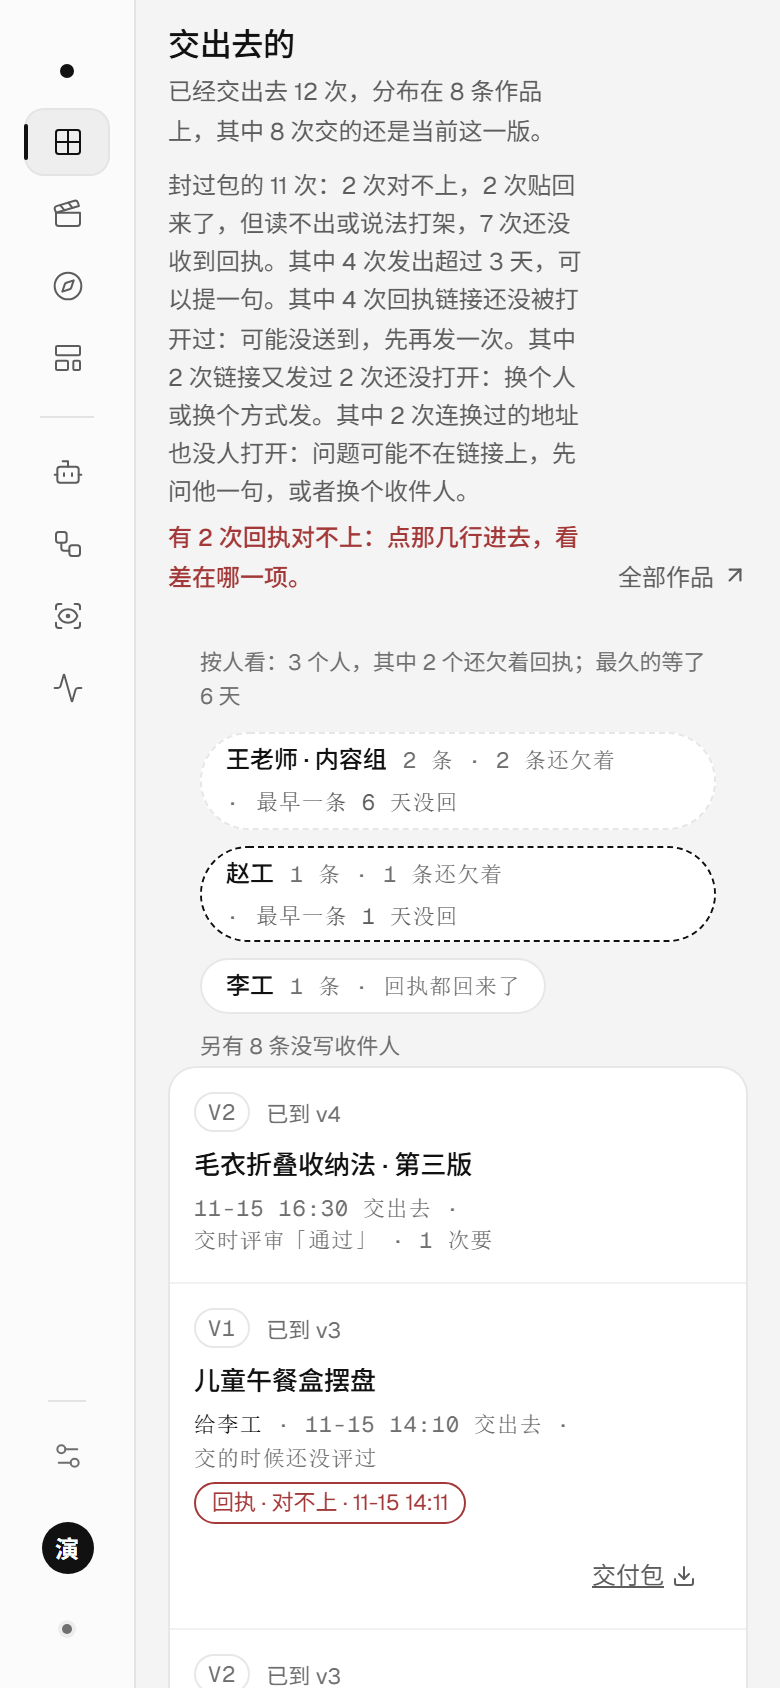 交出去的
已经交出去 12 次，分布在 8 条作品
上，其中 8 次交的还是当前这一版。
封过包的 11 次：2 次对不上，2 次贴回
来了，但读不出或说法打架，7 次还没
收到回执。其中 4 次发出超过 3 天，可
以提一句。其中 4 次回执链接还没被打
开过：可能没送到，先再发一次。其中
2 次链接又发过 2 次还没打开：换个人
或换个方式发。其中 2 次连换过的地址
也没人打开：问题可能不在链接上，先
问他一句，或者换个收件人。
有 2 次回执对不上：点那几行进去，看
差在哪一项。
全部作品
按人看：3 个人，其中 2 个还欠着回执；最久的等了
6 天
王老师 · 内容组 2 条 · 2 条还欠着
· 最早一条 6 天没回
赵工 1 条 · 1 条还欠着
· 最早一条 1 天没回
李工 1 条 · 回执都回来了
另有 8 条没写收件人
V2 已到 v4
毛衣折叠收纳法 · 第三版
11-15 16:30 交出去 ·
交时评审「通过」 · 1 次要
V1 已到 v3
儿童午餐盒摆盘
给李工 · 11-15 14:10 交出去 ·
交的时候还没评过
回执 · 对不上 · 11-15 14:11
交付包
演
V2 已到 v3